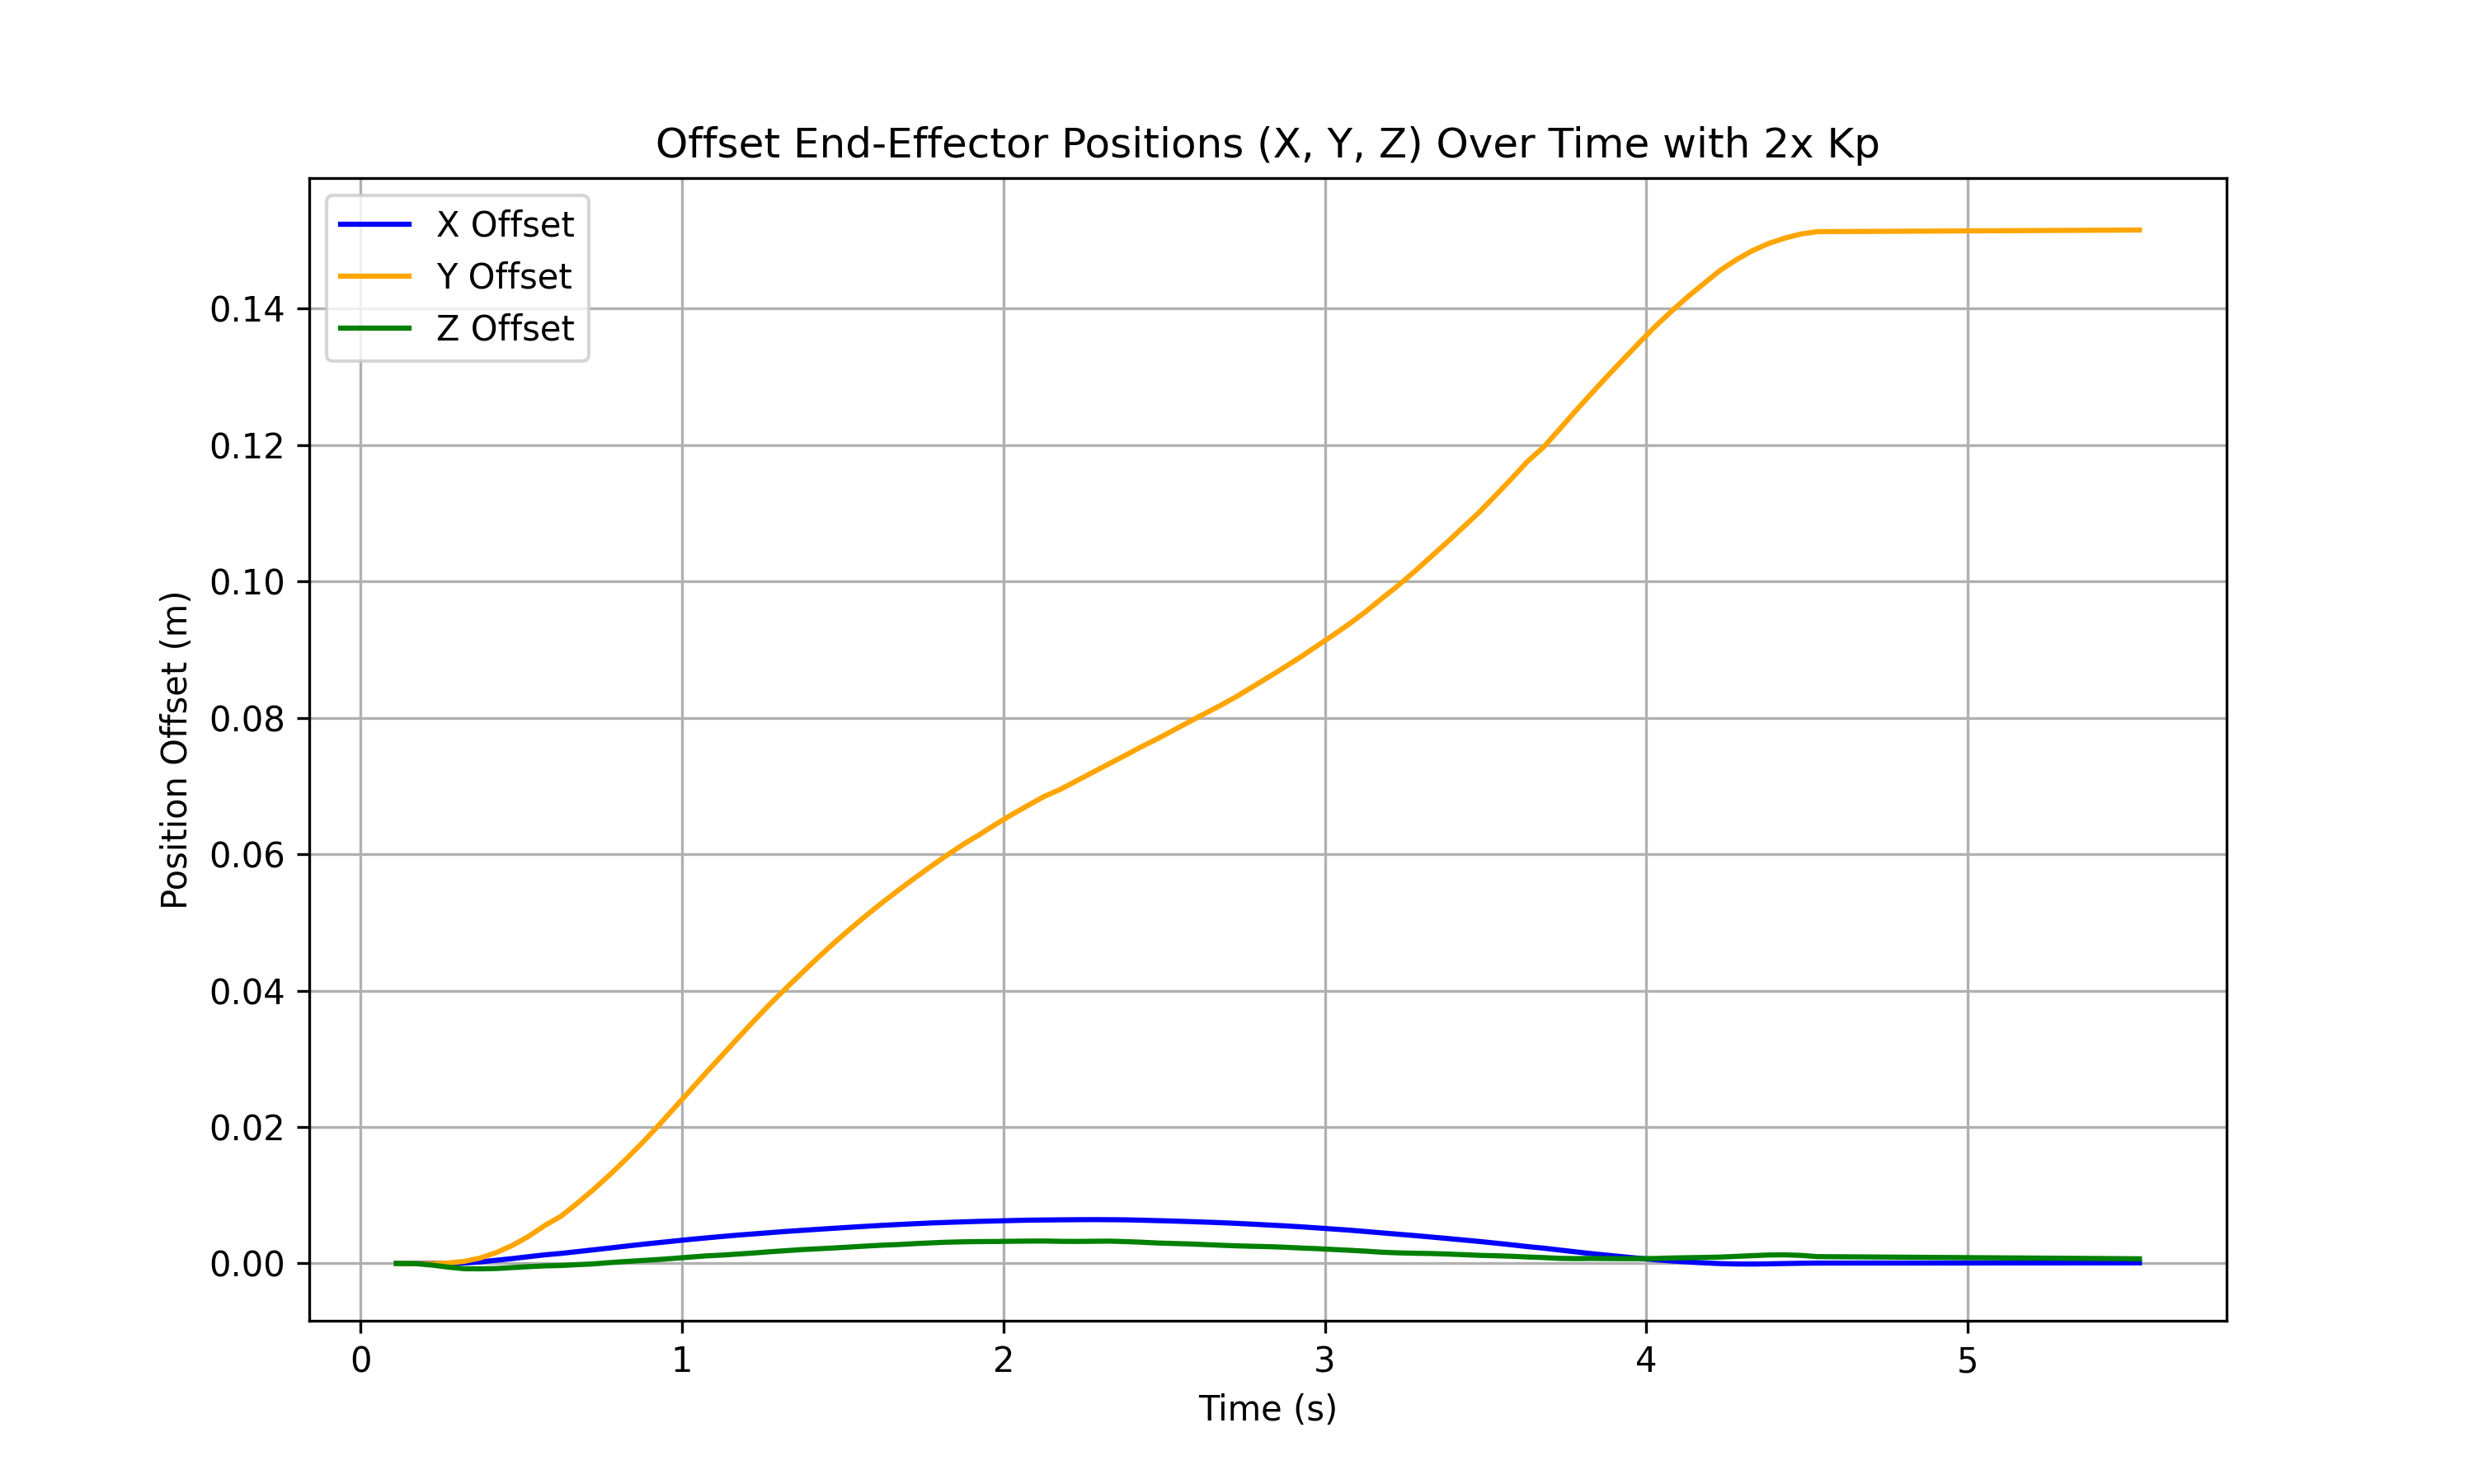 Offset End-Effector Positions (X, Y, Z) Over Time with 2x Kp
X Offset
Y Offset
Z Offset
0.14
0.12
0.10
0.08
0.06
0.04
0.02
0.00
Position Offset (m)
0 1 2 3 4 5
Time (s)